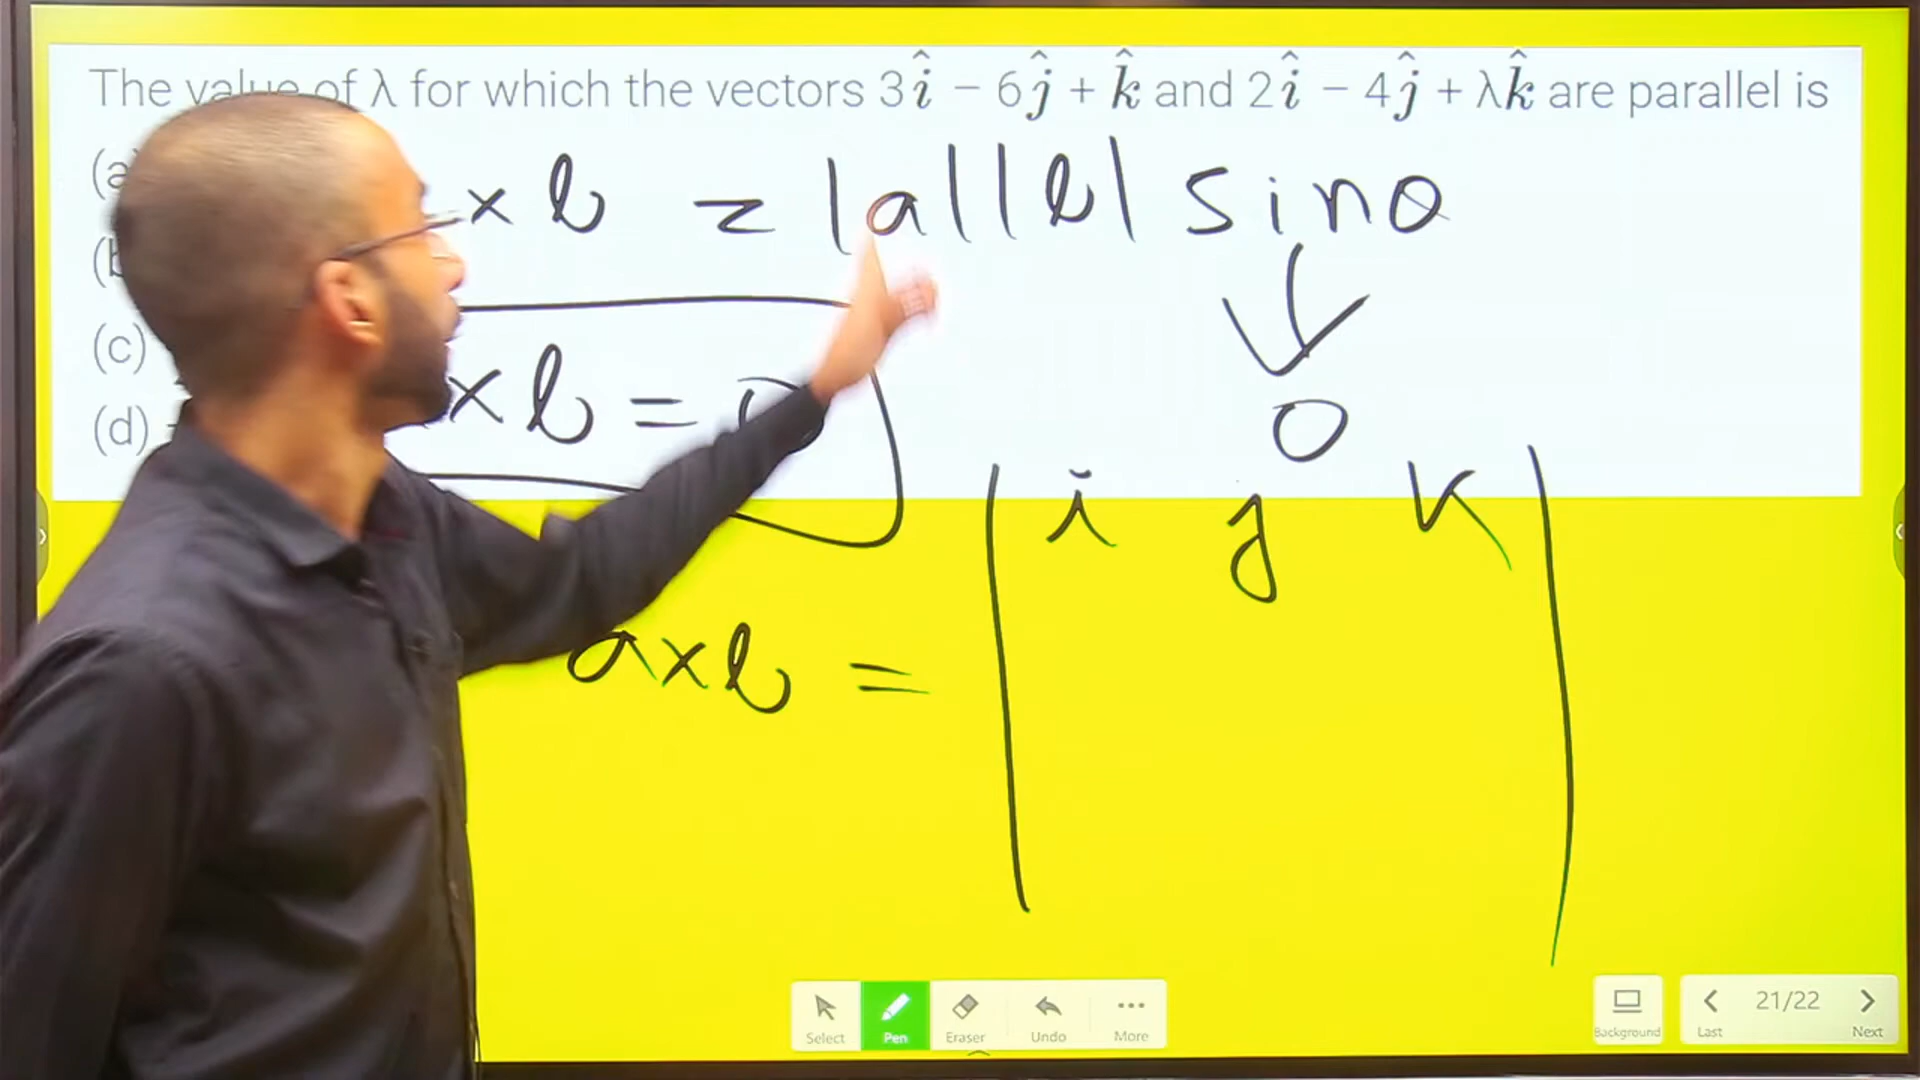 The value of λ for which the vectors 3î − 6ĵ + k̂ and 2î − 4ĵ + λk̂ are parallel is
(a
× b = |a||b| sinθ
(b
(c)
× b =
0
(d)
i j k
a×b =
Select Pen Eraser Undo More
Background
Last 21/22 Next